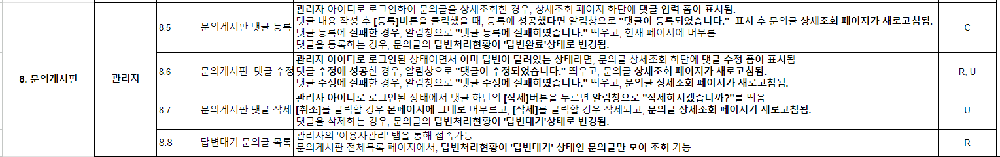 8. 문의게시판
관리자
8.5
문의게시판 댓글 등록
관리자 아이디로 로그인하여 문의글을 상세조회한 경우, 상세조회 페이지 하단에 댓글 입력 폼이 표시됨.
댓글 내용 작성 후 [등록]버튼을 클릭했을 때, 등록에 성공했다면 알림창으로 "댓글이 등록되었습니다."  표시 후 문의글 상세조회 페이지가 새로고침됨.
댓글 등록에 실패한 경우, 알림창으로 "댓글 등록에 실패하였습니다." 띄우고, 현재 페이지에 머무름.
댓글을 등록하는 경우, 문의글의 답변처리현황이 '답변완료'상태로 변경됨.
C
8.6
문의게시판  댓글 수정
관리자 아이디로 로그인된 상태이면서 이미 답변이 달려있는 상태라면, 문의글 상세조회 하단에 댓글 수정 폼이 표시됨.
댓글 수정에 성공한 경우, 알림창으로 "댓글이 수정되었습니다." 띄우고, 문의글 상세조회 페이지가 새로고침됨.
댓글 수정에 실패한 경우, 알림창으로 "댓글 수정에 실패하였습니다." 띄우고, 문의글 상세조회 페이지가 새로고침됨.
R, U
8.7
문의게시판 댓글 삭제
관리자 아이디로 로그인된 상태에서 댓글 하단의 [삭제]버튼을 누르면 알림창으로 "삭제하시겠습니까?"를 띄움
[취소]를 클릭할 경우 본페이지에 그대로 머무르고, [삭제]를 클릭할 경우 삭제되고, 문의글 상세조회 페이지가 새로고침됨.
댓글을 삭제하는 경우, 문의글의 답변처리현황이 '답변대기'상태로 변경됨.
U
8.8
답변대기 문의글 목록
관리자의 '이용자관리' 탭을 통해 접속가능
문의게시판 전체목록 페이지에서, 답변처리현황이 '답변대기' 상태인 문의글만 모아 조회 가능
R